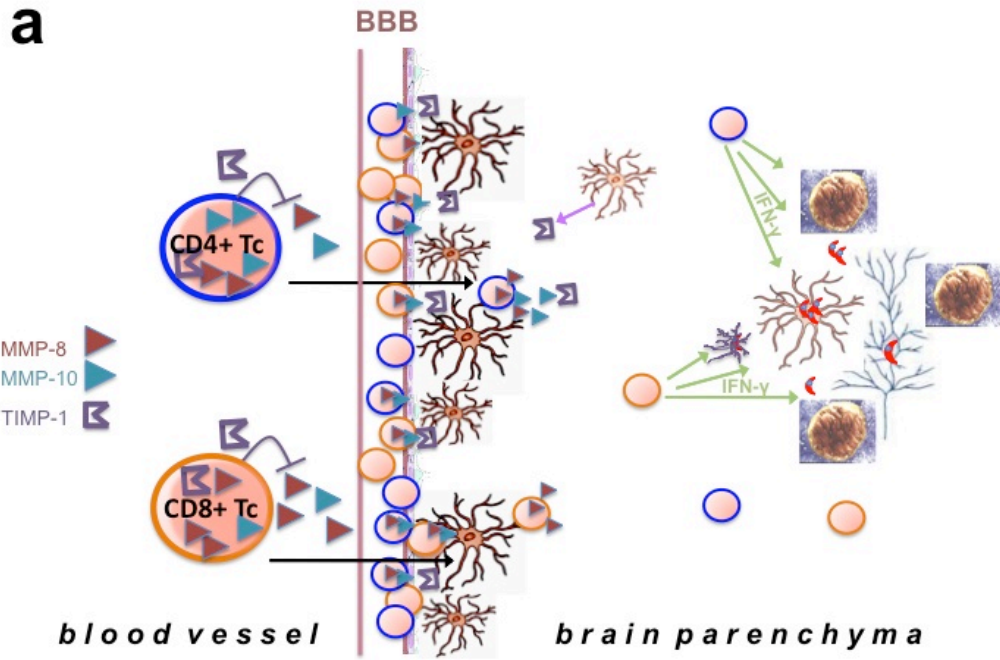 a
BBB
CD4+ Tc
IFN-γ
MMP-8
MMP-10
TIMP-1
IFN-γ
CD8+ Tc
blood vessel
brain parenchyma